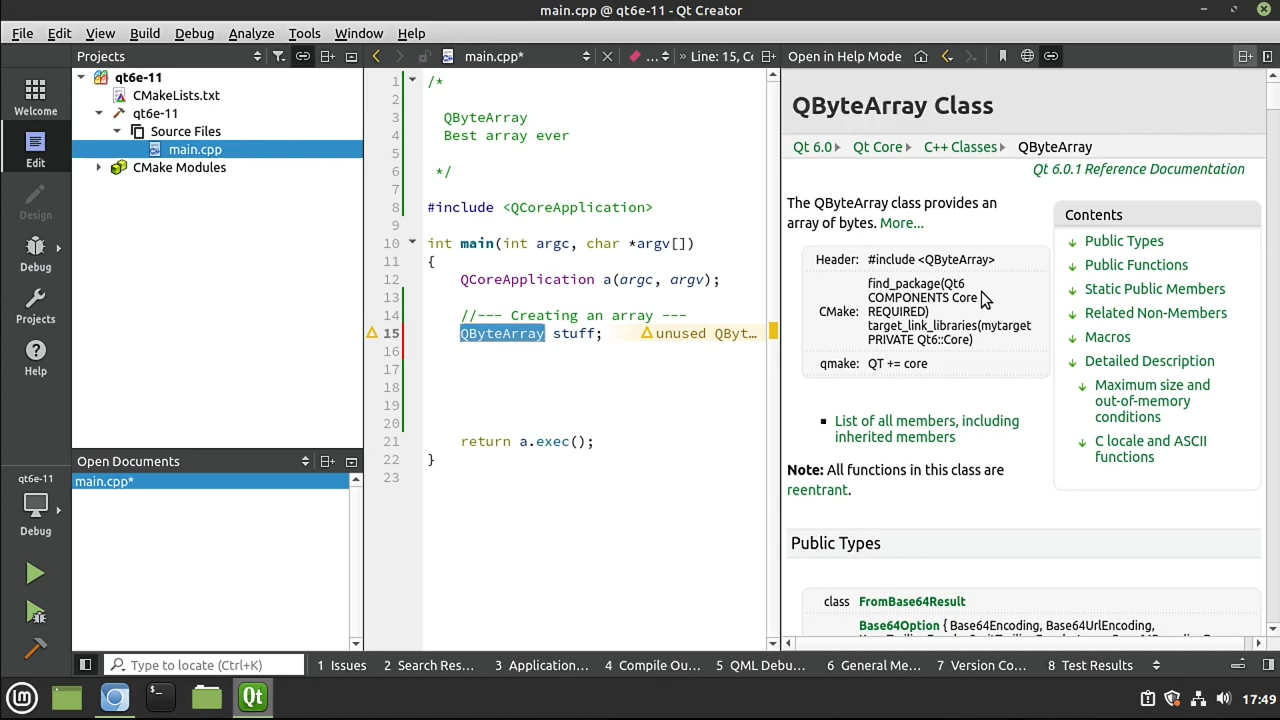 main.cpp @ qt6e-11 - Qt Creator
File Edit View Build Debug Analyze Tools Window Help
Projects
main.cpp*
... » Line: 15, Co
Open in Help Mode
Welcome
Edit
Design
Debug
Projects
Help
qt6e-11
Debug
qt6e-11
CMakeLists.txt
qt6e-11
Source Files
main.cpp
CMake Modules
Open Documents
main.cpp*
1 /*
2
3 QByteArray
4 Best array ever
5
6 */
7
8 #include <QCoreApplication>
9
10 int main(int argc, char *argv[])
11 {
12 QCoreApplication a(argc, argv);
13
14 //--- Creating an array ---
15 QByteArray stuff; unused QByt...
16
17
18
19
20
21 return a.exec();
22 }
23
QByteArray Class
Qt 6.0 Qt Core C++ Classes QByteArray
Qt 6.0.1 Reference Documentation
The QByteArray class provides an
array of bytes. More...
Header: #include <QByteArray>
CMake: find_package(Qt6
COMPONENTS Core
REQUIRED)
target_link_libraries(mytarget
PRIVATE Qt6::Core)
qmake: QT += core
List of all members, including
inherited members
Note: All functions in this class are
reentrant.
Contents
Public Types
Public Functions
Static Public Members
Related Non-Members
Macros
Detailed Description
Maximum size and
out-of-memory
conditions
C locale and ASCII
functions
Public Types
class FromBase64Result
Base64Option { Base64Encoding, Base64UrlEncoding,
Type to locate (Ctrl+K)
1 Issues 2 Search Res... 3 Application... 4 Compile Ou... 5 QML Debu... 6 General Me... 7 Version Co... 8 Test Results
17:49